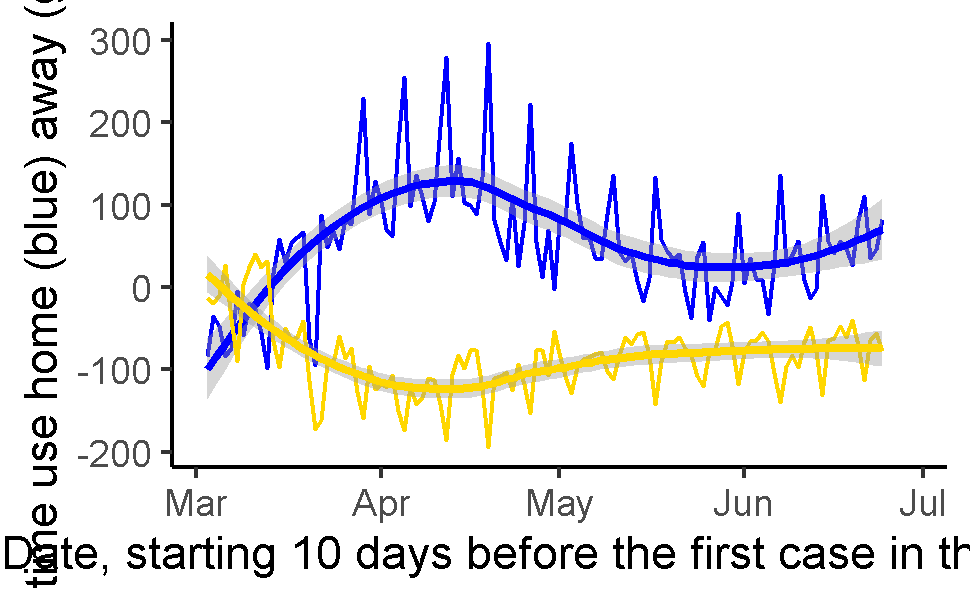 time use home (blue) away (
300
200
100
0
-100
-200
Mar Apr May Jun Jul
Date, starting 10 days before the first case in th